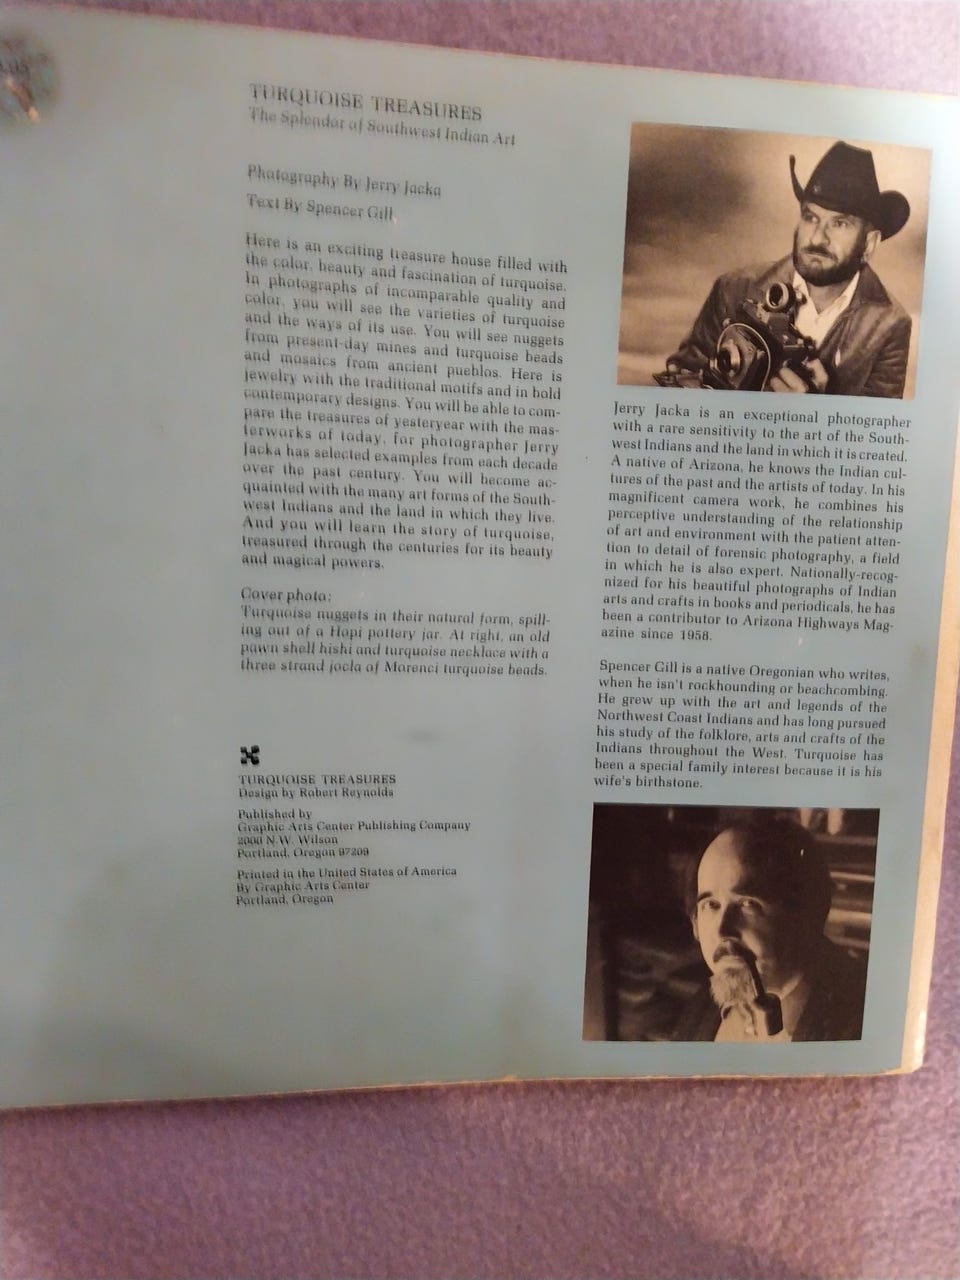 TURQUOISE TREASURES
The Splendor of Southwest Indian Art
Photography By Jerry Jacka
Text By Spencer Gill
Here is an exciting treasure house filled with
the color, beauty and fascination of turquoise.
In photographs of incomparable quality and
color, you will see the varieties of turquoise
and the ways of its use. You will see nuggets
from present-day mines and turquoise beads
and mosaics from ancient pueblos. Here is
jewelry with the traditional motifs and in bold
contemporary designs. You will be able to com-
pare the treasures of yesteryear with the mas-
terworks of today, for photographer Jerry
Jacka has selected examples from each decade
over the past century. You will become ac-
quainted with the many art forms of the South-
west Indians and the land in which they live.
And you will learn the story of turquoise,
treasured through the centuries for its beauty
and magical powers.
Cover photo:
Turquoise nuggets in their natural form, spill-
ing out of a Hopi pottery jar. At right, an old
pawn shell hishi and turquoise necklace with a
three strand jocla of Morenci turquoise beads.
TURQUOISE TREASURES
Design by Robert Reynolds
Published by
Graphic Arts Center Publishing Company
2000 N.W. Wilson
Portland, Oregon 97209
Printed in the United States of America
By Graphic Arts Center
Portland, Oregon
Jerry Jacka is an exceptional photographer
with a rare sensitivity to the art of the South-
west Indians and the land in which it is created.
A native of Arizona, he knows the Indian cul-
tures of the past and the artists of today. In his
magnificent camera work, he combines his
perceptive understanding of the relationship
of art and environment with the patient atten-
tion to detail of forensic photography, a field
in which he is also expert. Nationally-recog-
nized for his beautiful photographs of Indian
arts and crafts in books and periodicals, he has
been a contributor to Arizona Highways Mag-
azine since 1958.
Spencer Gill is a native Oregonian who writes,
when he isn't rockhounding or beachcombing.
He grew up with the art and legends of the
Northwest Coast Indians and has long pursued
his study of the folklore, arts and crafts of the
Indians throughout the West. Turquoise has
been a special family interest because it is his
wife's birthstone.